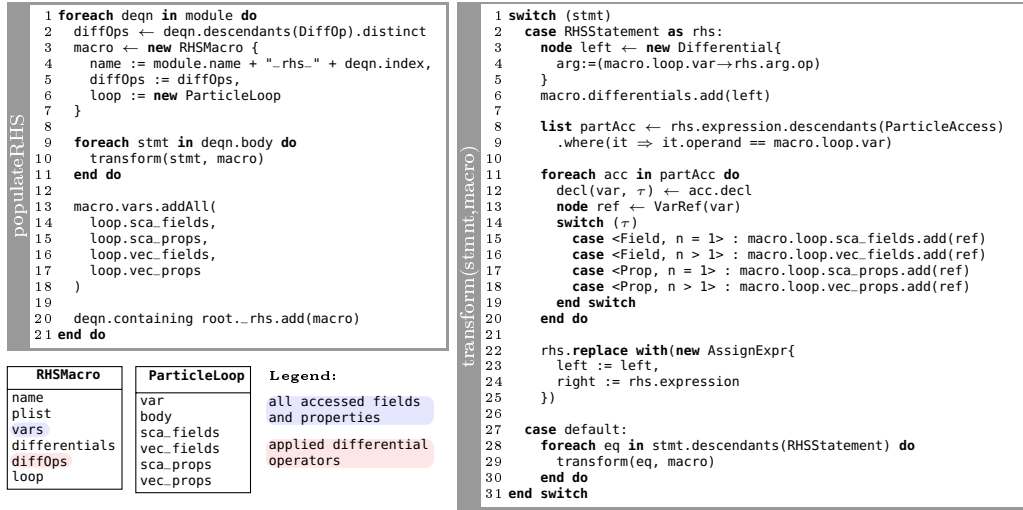 populateRHS
1 foreach deqn in module do
2   diffOps ← deqn.descendants(DiffOp).distinct
3   macro ← new RHSMacro {
4     name := module.name + "_rhs_" + deqn.index,
5     diffOps := diffOps,
6     loop := new ParticleLoop
7   }
8
9   foreach stmt in deqn.body do
10     transform(stmt, macro)
11   end do
12
13   macro.vars.addAll(
14     loop.sca_fields,
15     loop.sca_props,
16     loop.vec_fields,
17     loop.vec_props
18   )
19
20   deqn.containing root._rhs.add(macro)
21 end do
RHSMacro
name
plist
vars
differentials
diffOps
loop
ParticleLoop
var
body
sca_fields
vec_fields
sca_props
vec_props
Legend:
all accessed fields
and properties
applied differential
operators
transform(stmnt,macro)
1 switch (stmt)
2   case RHSStatement as rhs:
3     node left ← new Differential{
4       arg:=(macro.loop.var→rhs.arg.op)
5     }
6     macro.differentials.add(left)
7
8     list partAcc ← rhs.expression.descendants(ParticleAccess)
9       .where(it ⇒ it.operand == macro.loop.var)
10
11     foreach acc in partAcc do
12       decl(var, τ) ← acc.decl
13       node ref ← VarRef(var)
14       switch (τ)
15         case <Field, n = 1> : macro.loop.sca_fields.add(ref)
16         case <Field, n > 1> : macro.loop.vec_fields.add(ref)
17         case <Prop, n = 1> : macro.loop.sca_props.add(ref)
18         case <Prop, n > 1> : macro.loop.vec_props.add(ref)
19       end switch
20     end do
21
22     rhs.replace with(new AssignExpr{
23       left := left,
24       right := rhs.expression
25     })
26
27   case default:
28     foreach eq in stmt.descendants(RHSStatement) do
29       transform(eq, macro)
30     end do
31 end switch